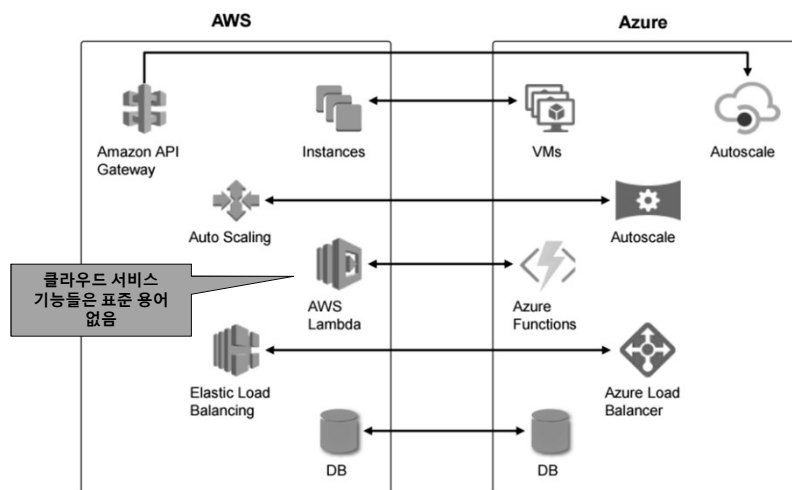 AWS
Azure
Amazon API
Gateway
Instances
VMs
Autoscale
Auto Scaling
Autoscale
클라우드 서비스
기능들은 표준 용어
없음
AWS
Lambda
Azure
Functions
Elastic Load
Balancing
Azure Load
Balancer
DB
DB